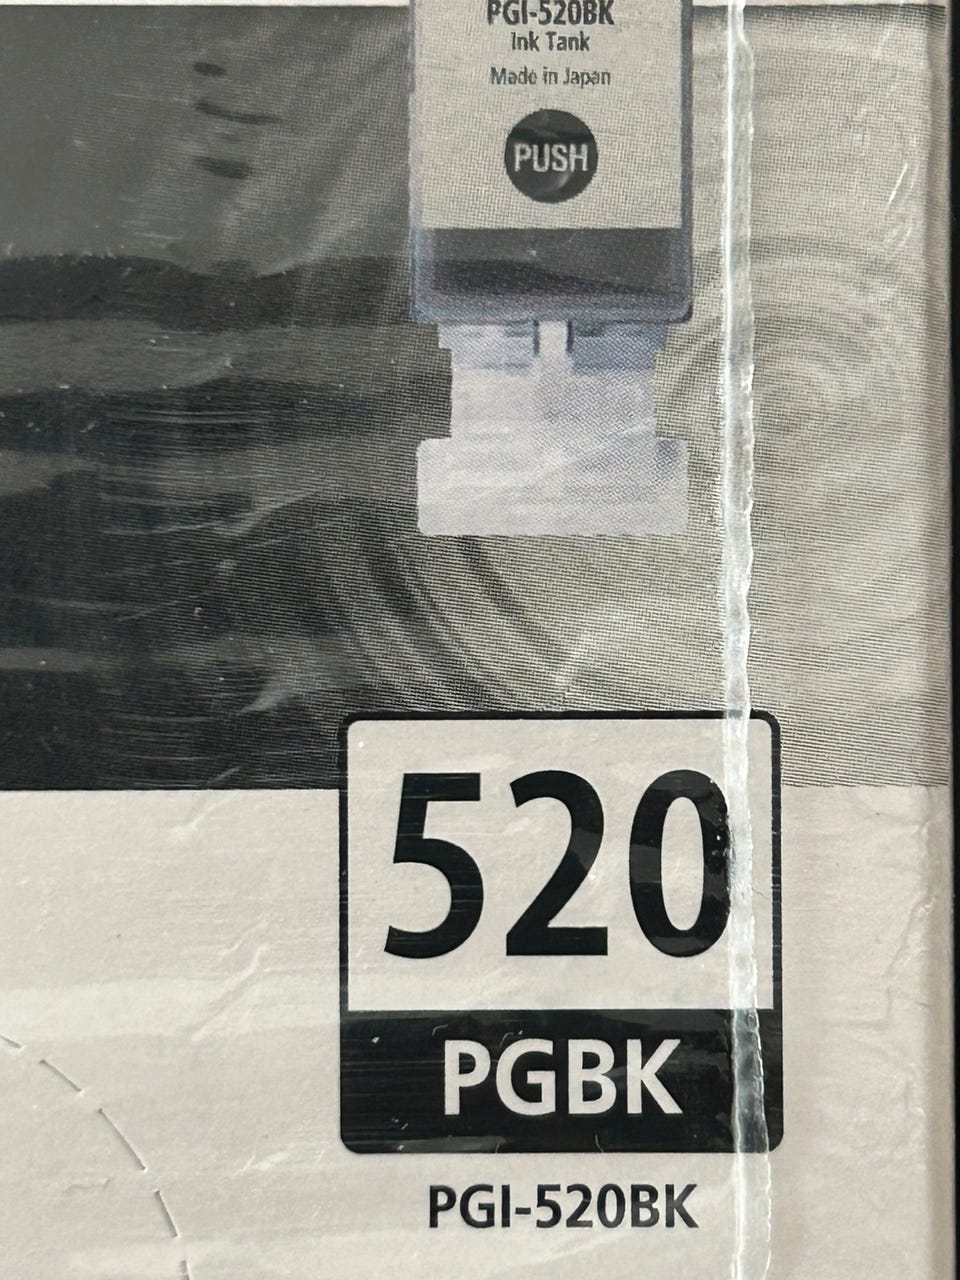 PGI-520BK
Ink Tank
Made in Japan
PUSH
520
PGBK
PGI-520BK